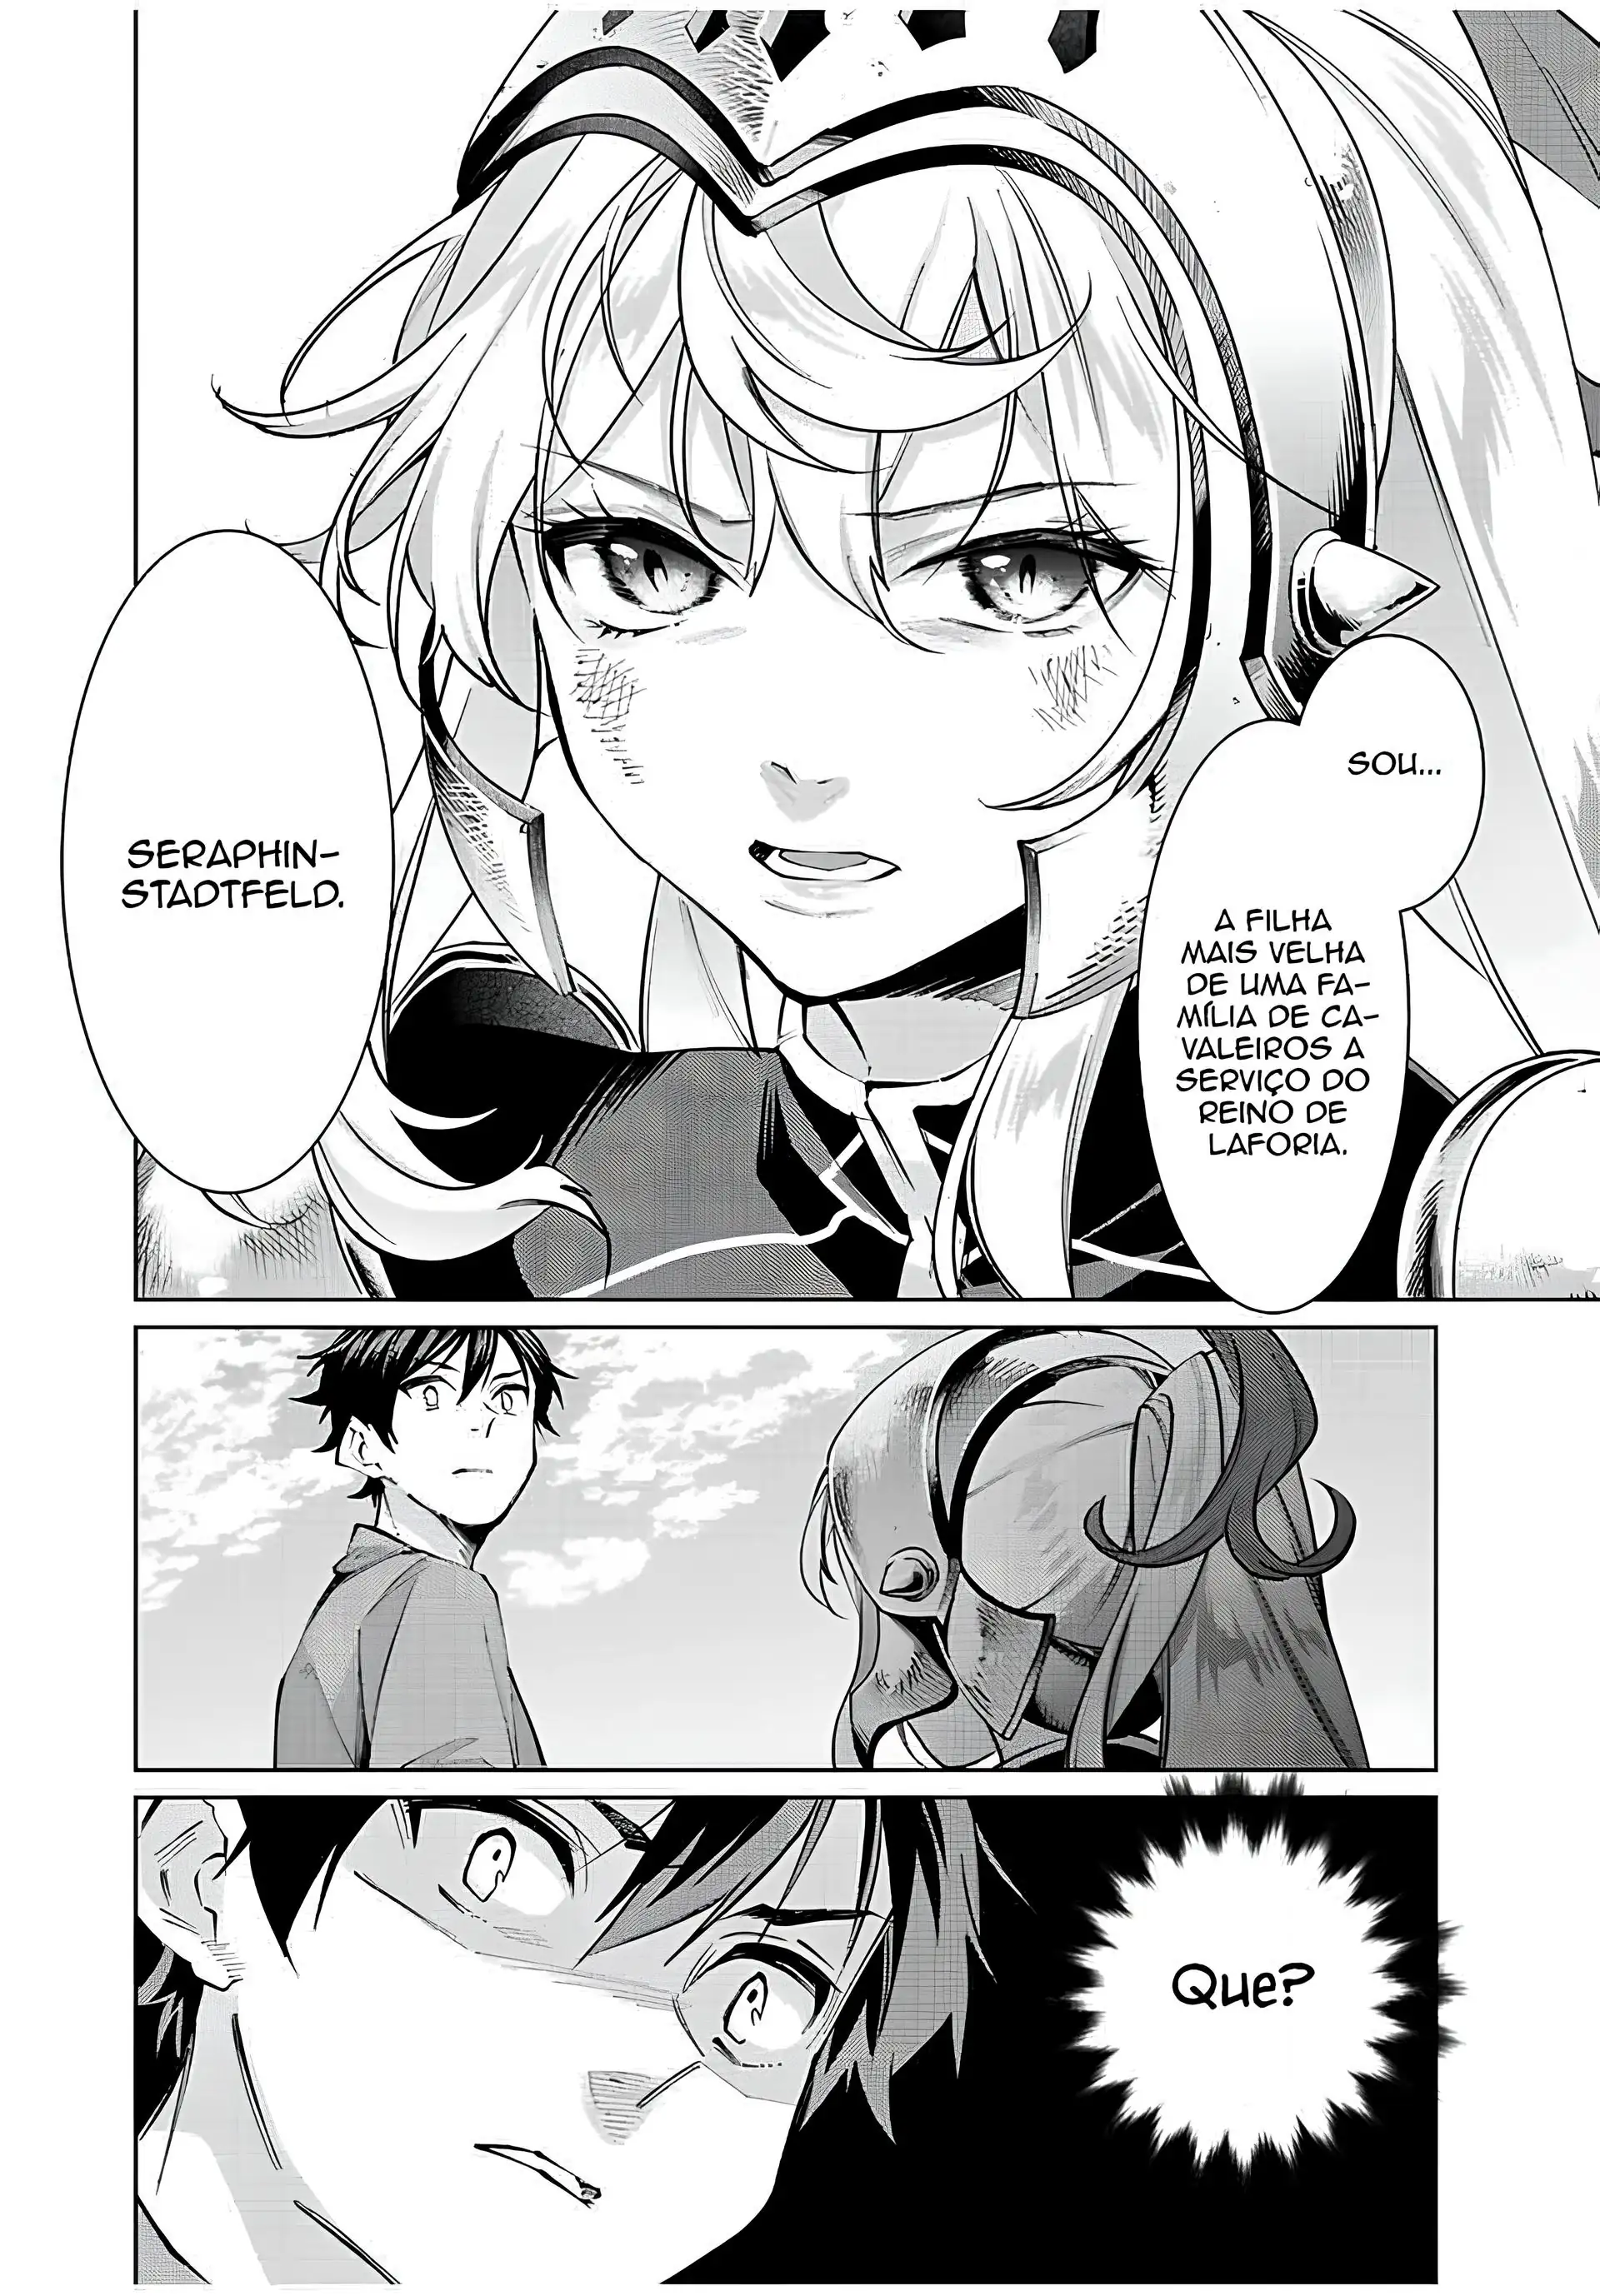 SOU...
A FILHA
MAIS VELHA
DE UMA FA-
MÍLIA DE CA-
VALEIROS A
SERVIÇO DO
REINO DE
LAFORIA.
SERAPHIN-
STADTFELD.
Que?